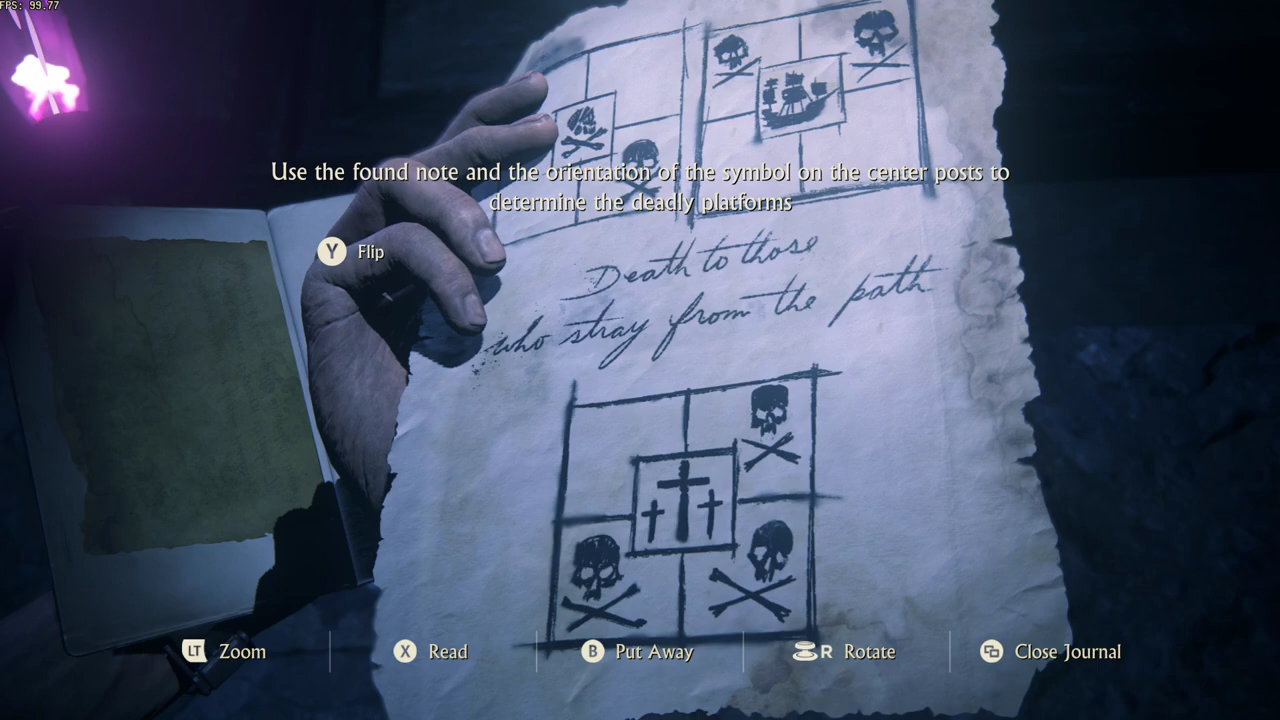 FPS: 99.77
Use the found note and the orientation of the symbol on the center posts to
determine the deadly platforms
Y Flip
Death to those
who stray from the path
LT Zoom
X Read
B Put Away
R Rotate
Close Journal